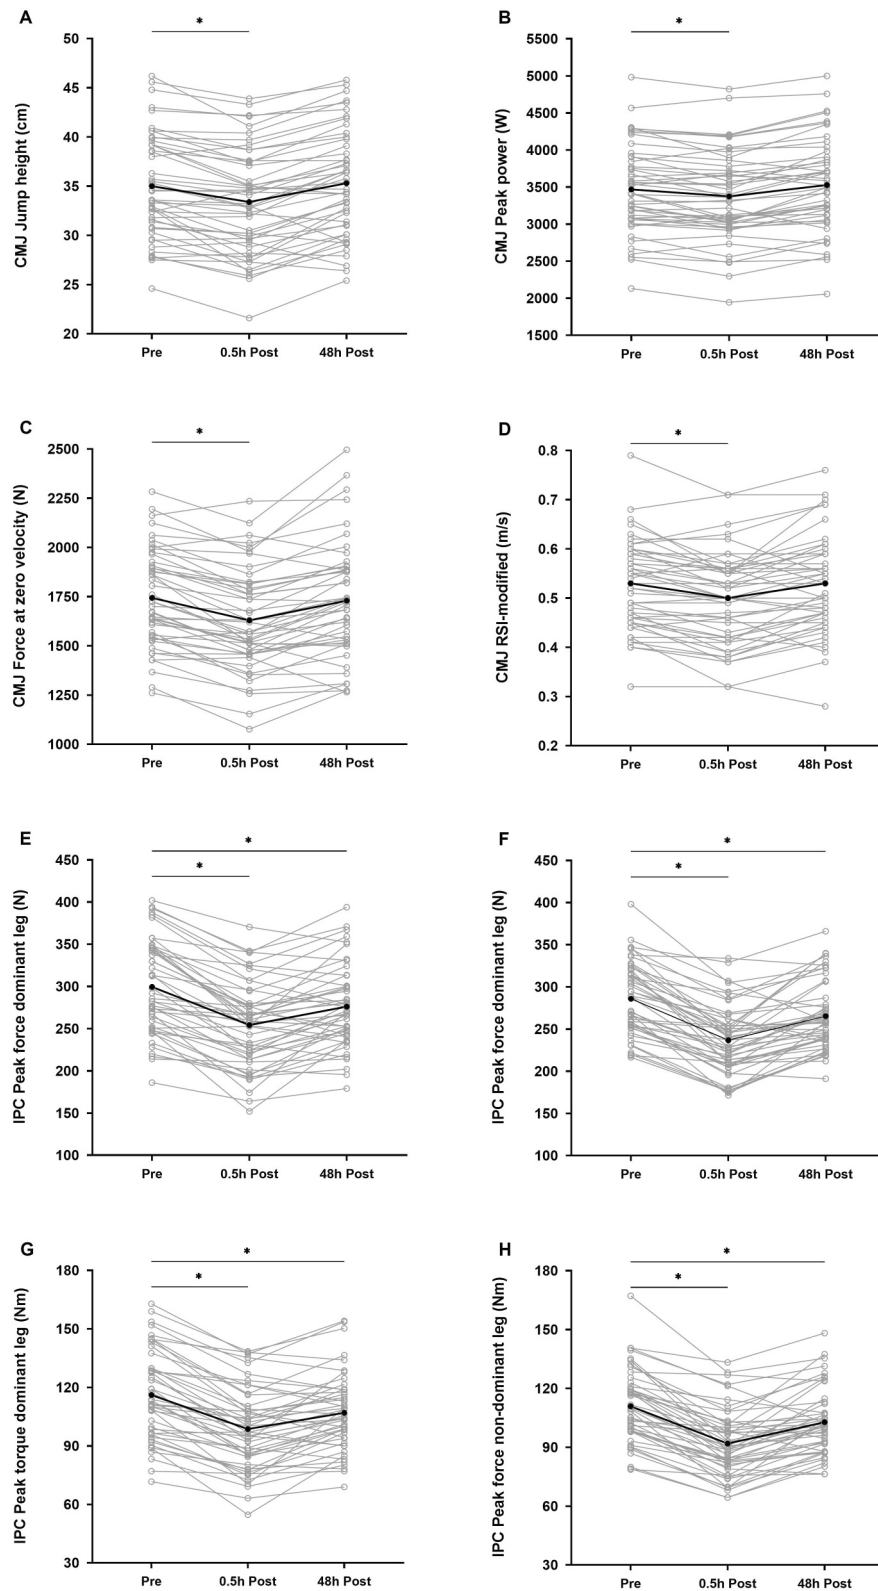 A
*
CMJ Jump height (cm)
50
45
40
35
30
25
20
Pre
0.5h Post
48h Post
B
*
CMJ Peak power (W)
5500
5000
4500
4000
3500
3000
2500
2000
1500
Pre
0.5h Post
48h Post
C
*
CMJ Force at zero velocity (N)
2500
2250
2000
1750
1500
1250
1000
Pre
0.5h Post
48h Post
D
*
CMJ RSI-modified (m/s)
0.8
0.7
0.6
0.5
0.4
0.3
0.2
Pre
0.5h Post
48h Post
E
*
*
IPC Peak force dominant leg (N)
450
400
350
300
250
200
150
100
Pre
0.5h Post
48h Post
F
*
*
IPC Peak force dominant leg (N)
450
400
350
300
250
200
150
100
Pre
0.5h Post
48h Post
G
*
*
IPC Peak torque dominant leg (Nm)
180
150
120
90
60
30
Pre
0.5h Post
48h Post
H
*
*
IPC Peak force non-dominant leg (Nm)
180
150
120
90
60
30
Pre
0.5h Post
48h Post